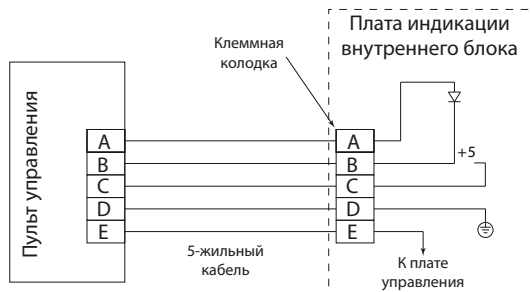 Плата индикации
внутреннего блока
Клеммная
колодка
Пульт управления
A
B
C
D
E
A
B
C
D
E
+5
5-жильный
кабель
К плате
управления